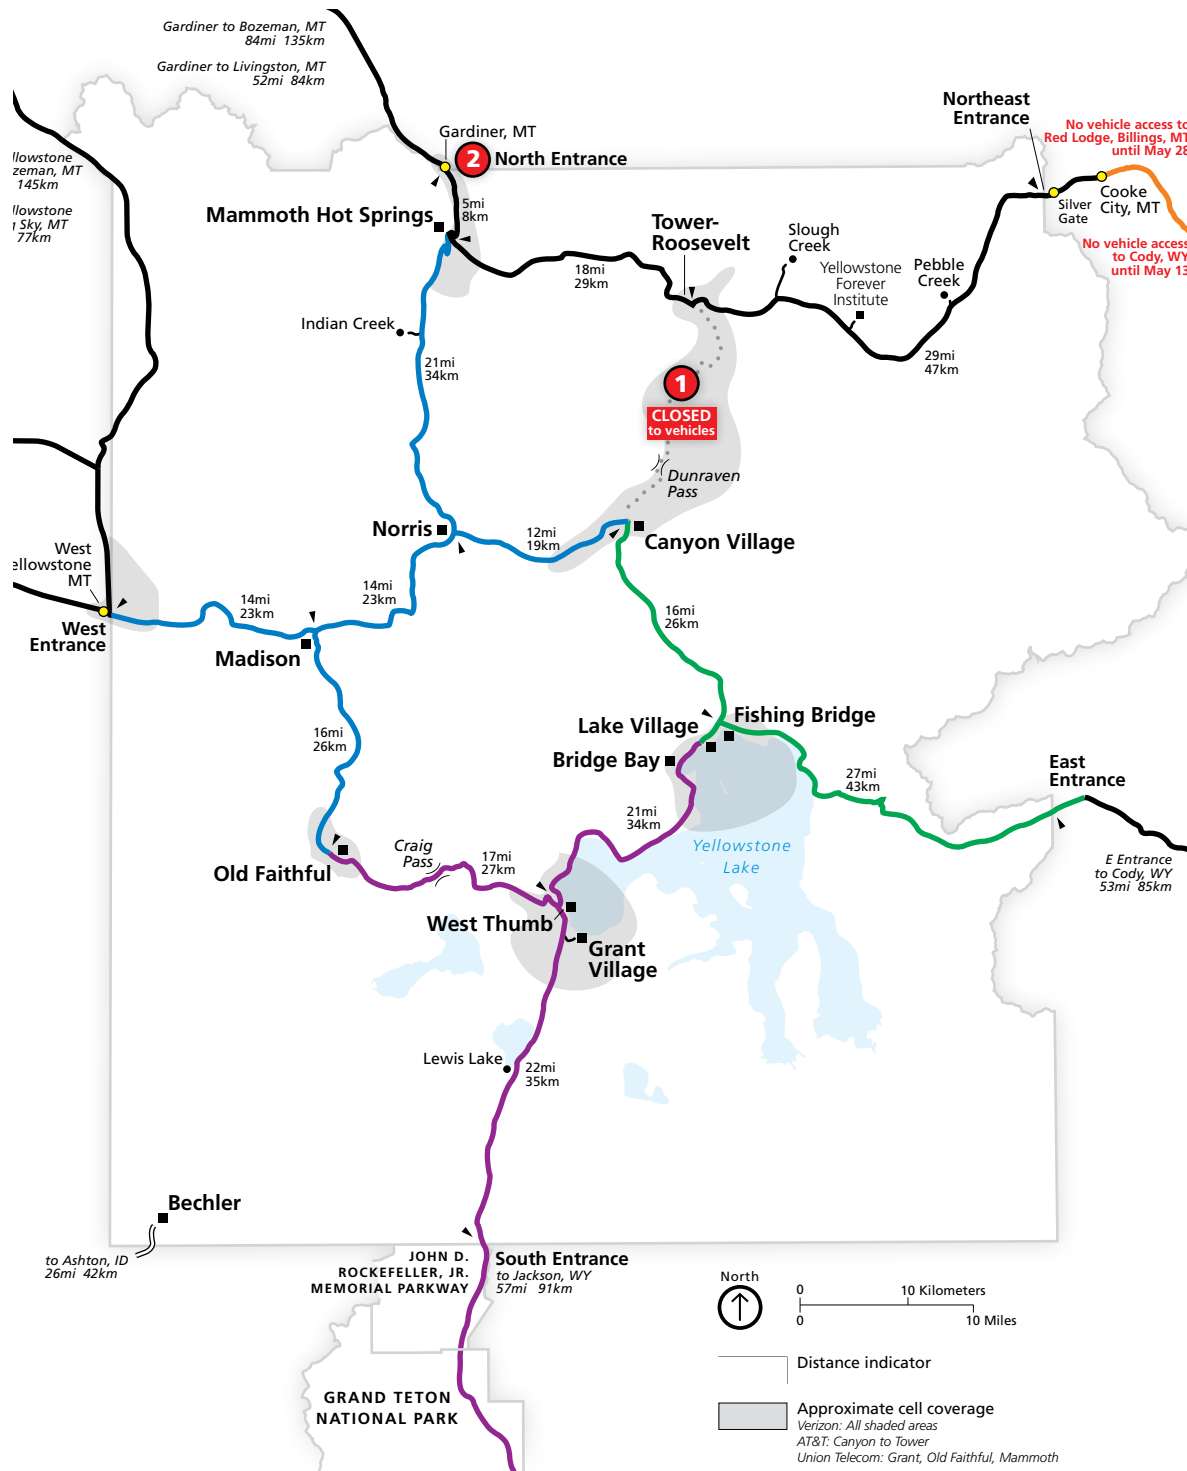 Gardiner to Bozeman, MT
84mi 135km
Gardiner to Livingston, MT
52mi 84km
Gardiner, MT
2
North Entrance
Northeast
Entrance
No vehicle access to
Red Lodge, Billings, MT
until May 28
Silver
Gate
Cooke
City, MT
No vehicle access
to Cody, WY
until May 13
llowstone
zeman, MT
145km
llowstone
Sky, MT
77km
5mi
8km
Mammoth Hot Springs
Tower-
Roosevelt
Slough
Creek
Yellowstone
Forever
Institute
Pebble
Creek
18mi
29km
Indian Creek
21mi
34km
29mi
47km
1
CLOSED
to vehicles
Dunraven
Pass
Norris
12mi
19km
Canyon Village
West
ellowstone
MT
West
Entrance
14mi
23km
14mi
23km
16mi
26km
Madison
16mi
26km
Lake Village
Fishing Bridge
Bridge Bay
27mi
43km
East
Entrance
21mi
34km
Yellowstone
Lake
E Entrance
to Cody, WY
53mi 85km
Old Faithful
Craig
Pass
17mi
27km
West Thumb
Grant
Village
Lewis Lake
22mi
35km
Bechler
to Ashton, ID
26mi 42km
JOHN D.
ROCKEFELLER, JR.
MEMORIAL PARKWAY
South Entrance
to Jackson, WY
57mi 91km
GRAND TETON
NATIONAL PARK
North
0
10 Kilometers
0
10 Miles
Distance indicator
Approximate cell coverage
Verizon: All shaded areas
AT&T: Canyon to Tower
Union Telecom: Grant, Old Faithful, Mammoth